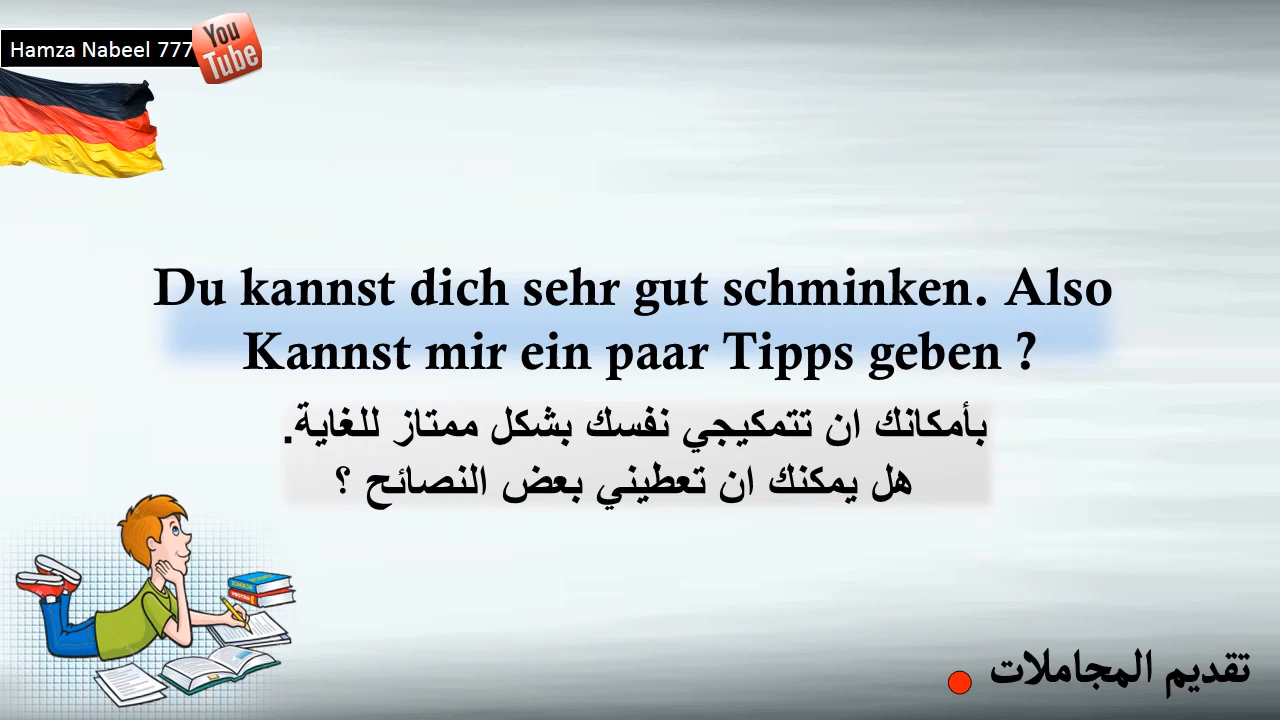 Hamza Nabeel 777
You
Tube
Du kannst dich sehr gut schminken. Also
Kannst mir ein paar Tipps geben ?
بأمكانك ان تتمكيجي نفسك بشكل ممتاز للغاية.
هل يمكنك ان تعطيني بعض النصائح ؟
تقديم المجاملات